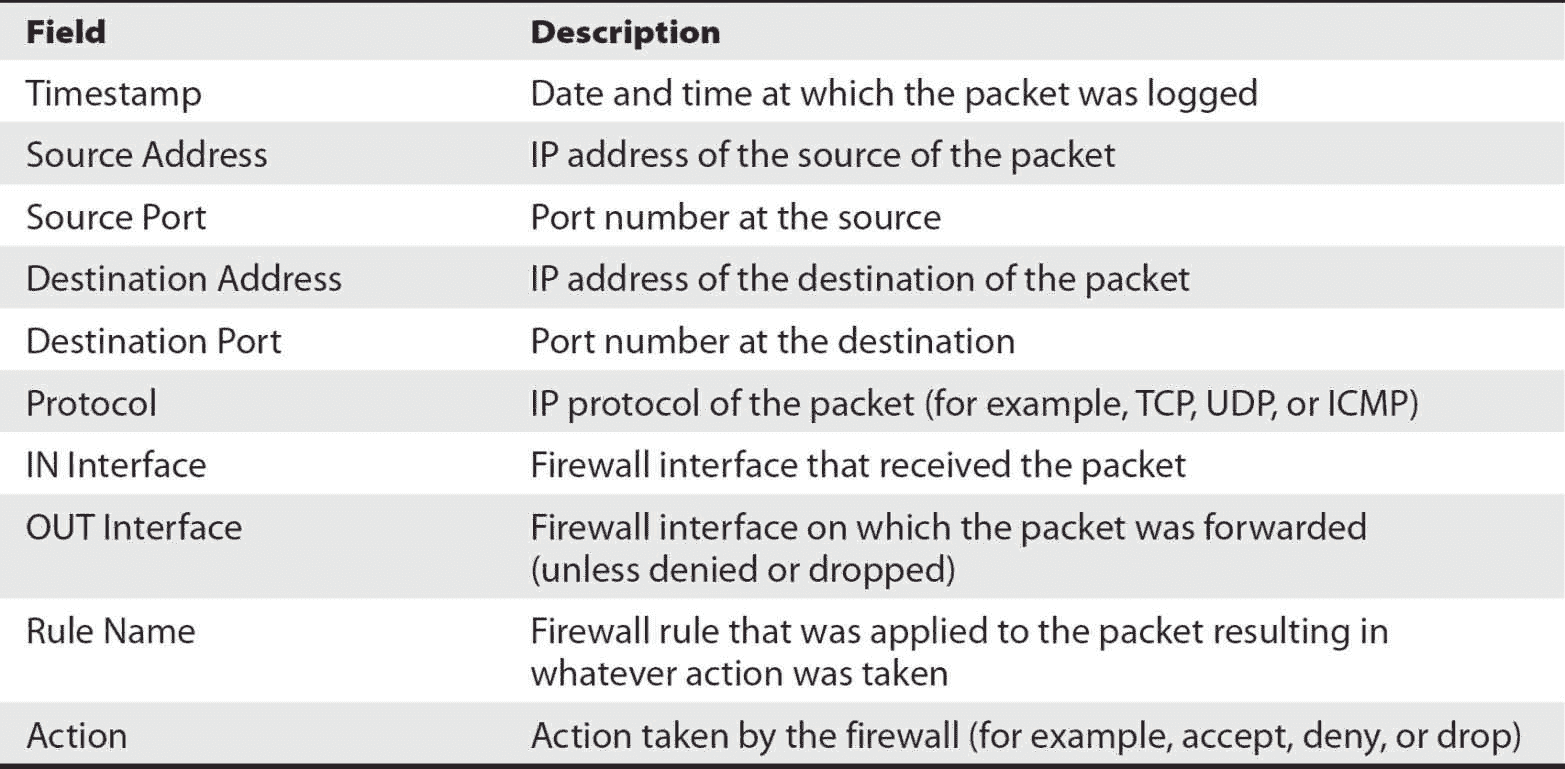 Field Description
Timestamp Date and time at which the packet was logged
Source Address IP address of the source of the packet
Source Port Port number at the source
Destination Address IP address of the destination of the packet
Destination Port Port number at the destination
Protocol IP protocol of the packet (for example, TCP, UDP, or ICMP)
IN Interface Firewall interface that received the packet
OUT Interface Firewall interface on which the packet was forwarded
(unless denied or dropped)
Rule Name Firewall rule that was applied to the packet resulting in
whatever action was taken
Action Action taken by the firewall (for example, accept, deny, or drop)